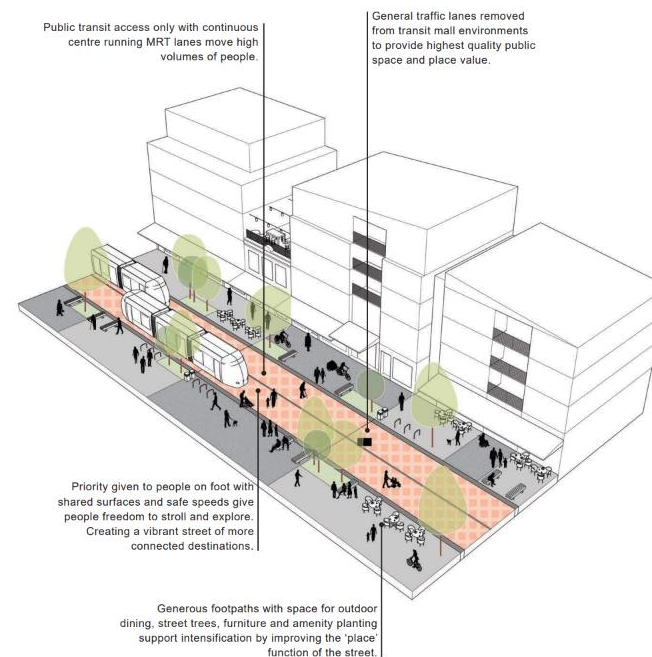 Public transit access only with continuous
centre running MRT lanes move high
volumes of people.
General traffic lanes removed
from transit mall environments
to provide highest quality public
space and place value.
Priority given to people on foot with
shared surfaces and safe speeds give
people freedom to stroll and explore.
Creating a vibrant street of more
connected destinations.
Generous footpaths with space for outdoor
dining, street trees, furniture and amenity planting
support intensification by improving the ‘place’
function of the street.